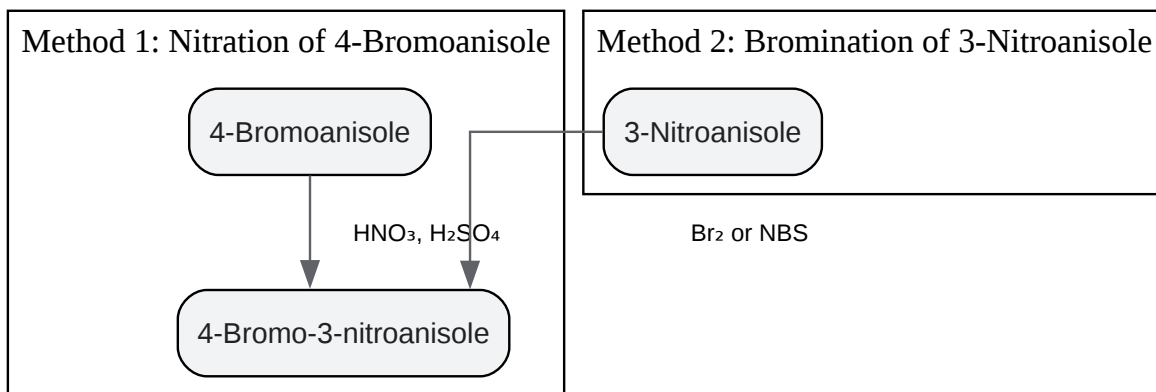 Method 1: Nitration of 4-Bromoanisole
Method 2: Bromination of 3-Nitroanisole
4-Bromoanisole
3-Nitroanisole
HNO₃, H₂SO₄
Br₂ or NBS
4-Bromo-3-nitroanisole